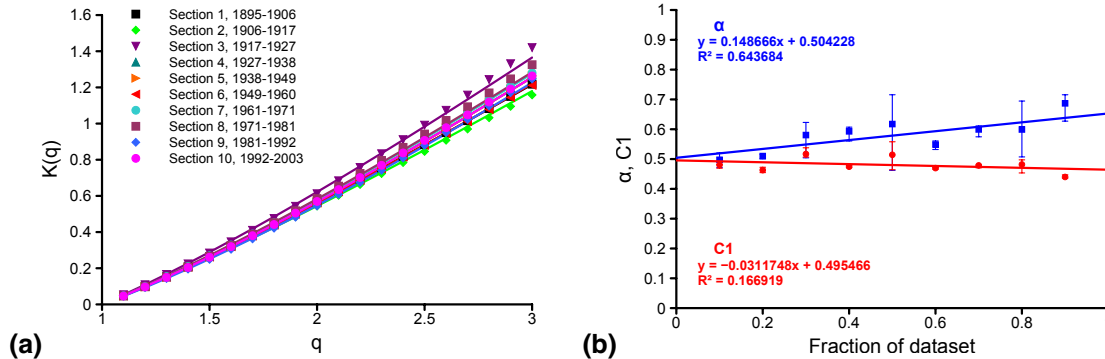 1.6
1.4
1.2
1
0.8
0.6
0.4
0.2
0
K(q)
Section 1, 1895-1906
Section 2, 1906-1917
Section 3, 1917-1927
Section 4, 1927-1938
Section 5, 1938-1949
Section 6, 1949-1960
Section 7, 1961-1971
Section 8, 1971-1981
Section 9, 1981-1992
Section 10, 1992-2003
1 1.5 2 2.5 3
q
(a)
1
0.9
0.8
0.7
0.6
0.5
0.4
0.3
0.2
0.1
0
α, C1
α
y = 0.148666x + 0.504228
R² = 0.643684
C1
y = −0.0311748x + 0.495466
R² = 0.166919
0 0.2 0.4 0.6 0.8
Fraction of dataset
(b)